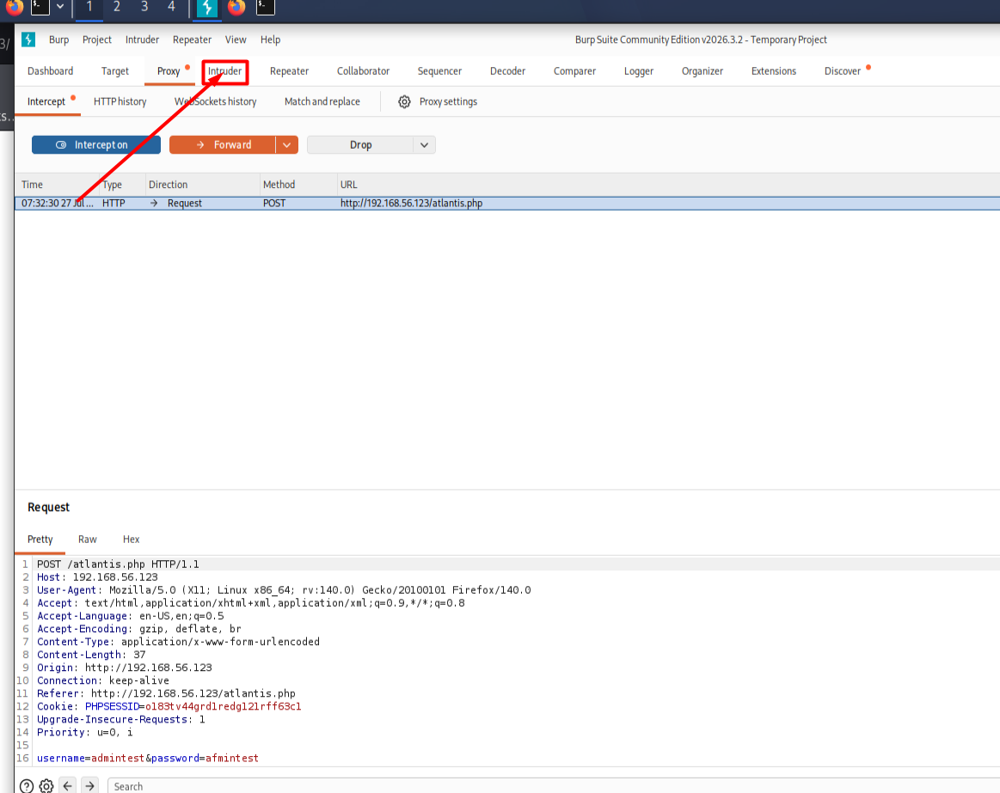 1 2 3 4
3/
Burp Project Intruder Repeater View Help Burp Suite Community Edition v2026.3.2 - Temporary Project
Dashboard Target Proxy Intruder Repeater Collaborator Sequencer Decoder Comparer Logger Organizer Extensions Discover
Intercept HTTP history WebSockets history Match and replace Proxy settings
s..
Intercept on Forward Drop
Time Type Direction Method URL
07:32:30 27 Jul ... HTTP → Request POST http://192.168.56.123/atlantis.php
Request
Pretty Raw Hex
1 POST /atlantis.php HTTP/1.1
2 Host: 192.168.56.123
3 User-Agent: Mozilla/5.0 (X11; Linux x86_64; rv:140.0) Gecko/20100101 Firefox/140.0
4 Accept: text/html,application/xhtml+xml,application/xml;q=0.9,*/*;q=0.8
5 Accept-Language: en-US,en;q=0.5
6 Accept-Encoding: gzip, deflate, br
7 Content-Type: application/x-www-form-urlencoded
8 Content-Length: 37
9 Origin: http://192.168.56.123
10 Connection: keep-alive
11 Referer: http://192.168.56.123/atlantis.php
12 Cookie: PHPSESSID=o183tv44grd1redg121rff63c1
13 Upgrade-Insecure-Requests: 1
14 Priority: u=0, i
15
16 username=admintest&password=afmintest
Search